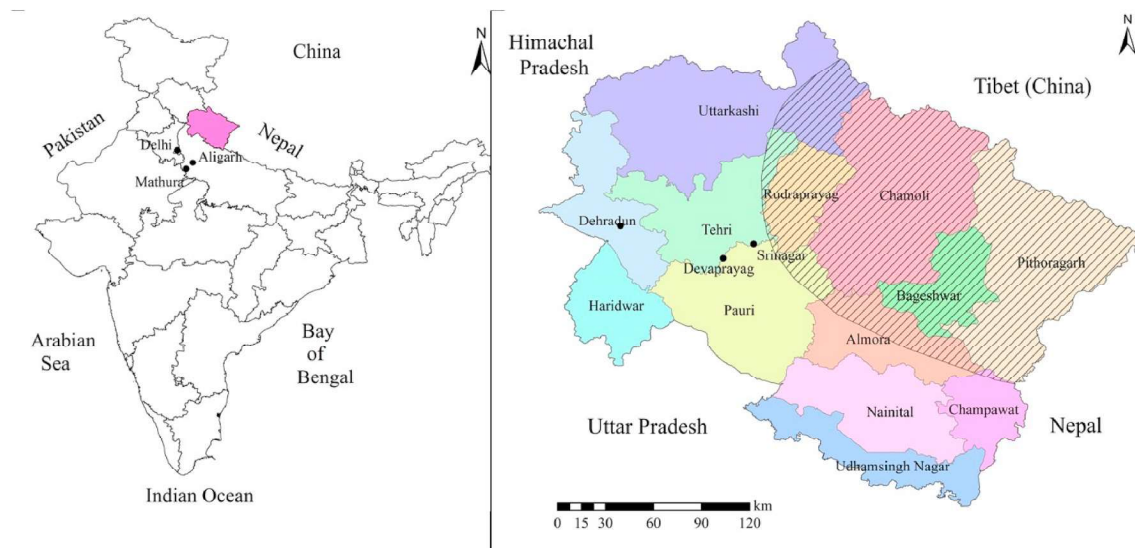 N
China
Pakistan
Nepal
Delhi
Aligarh
Mathura
Arabian
Sea
Bay
of
Bengal
Indian Ocean
N
Himachal
Pradesh
Tibet (China)
Uttarkashi
Rudraprayag
Chamoli
Dehradun
Tehri
Srinagar
Devaprayag
Pithoragarh
Haridwar
Pauri
Bageshwar
Almora
Nainital
Champawat
Uttar Pradesh
Nepal
Udhamsingh Nagar
km
0 15 30 60 90 120